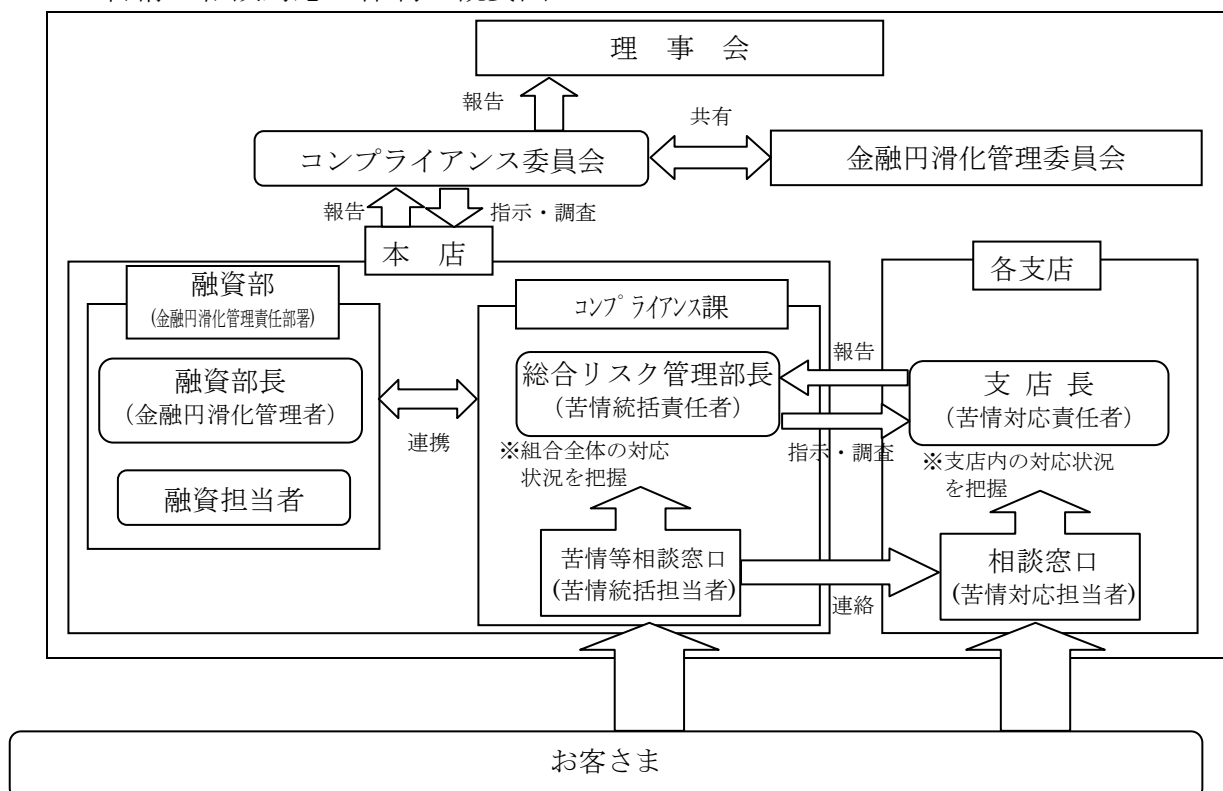 理 事 会
報告
共有
コンプライアンス委員会
金融円滑化管理委員会
報告
指示・調査
本 店
各支店
融資部
(金融円滑化管理責任部署)
コンプライアンス課
融資部長
(金融円滑化管理者)
連携
総合リスク管理部長
(苦情統括責任者)
※組合全体の対応
状況を把握
報告
指示・調査
支 店 長
(苦情対応責任者)
※支店内の対応状況
を把握
融資担当者
苦情等相談窓口
(苦情統括担当者)
連絡
相談窓口
(苦情対応担当者)
お客さま